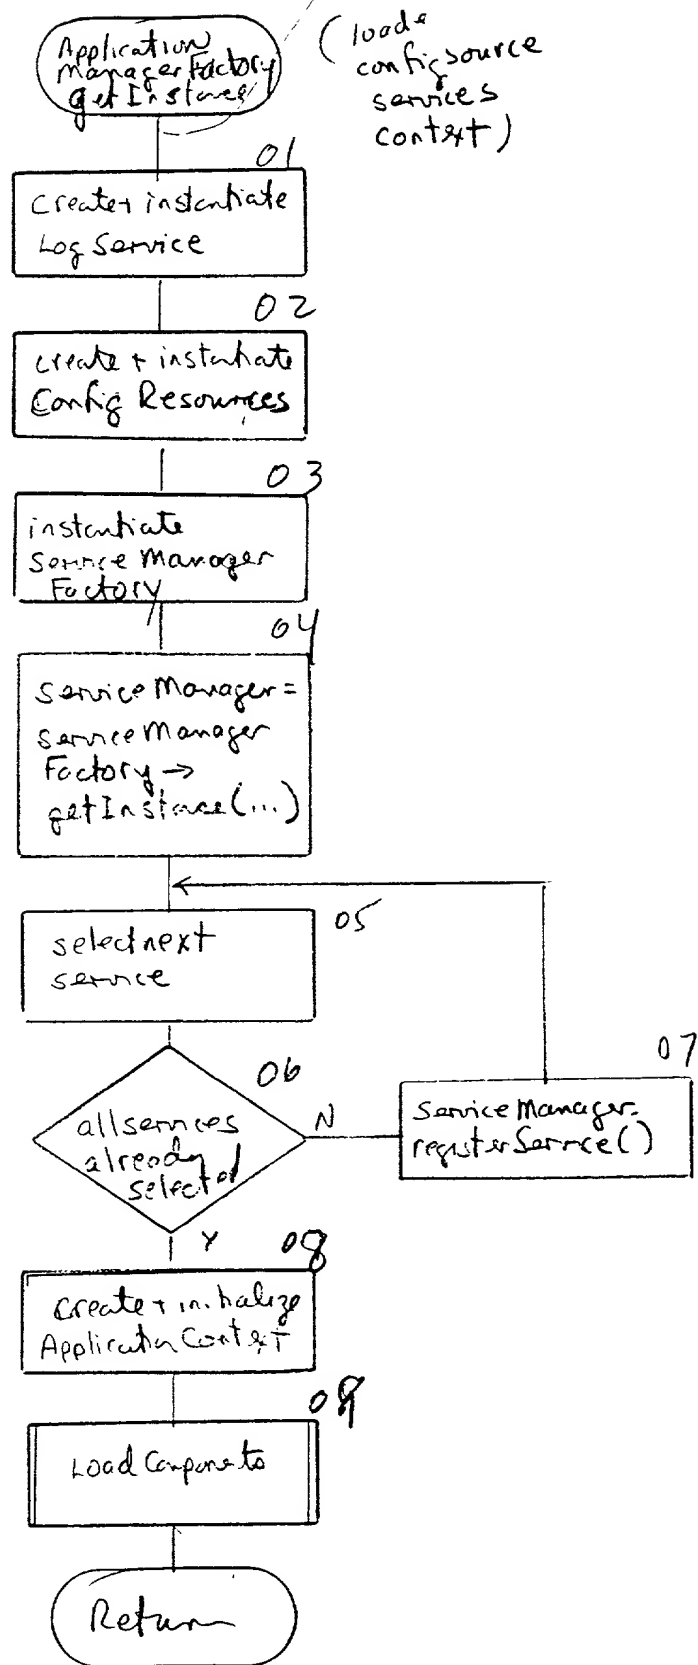 Application
ManagerFactory
getInstance
(loads
configsource
services
context)
01
Create + instantiate
Log Service
02
create + instantiate
Config Resources
03
instantiate
Service Manager
Factory
04
Service Manager =
service Manager
Factory →
getInstance(...)
05
select next
service
06
all services
already
selected
N
07
Service Manager.
registerService()
Y
08
Create + initialize
Application Context
09
Load Components
Return